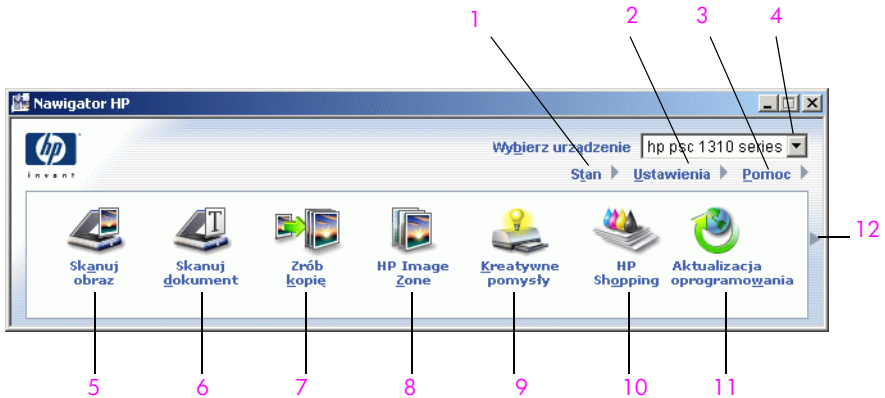 1 2 3 4
Nawigator HP
hp
invent
Wybierz urządzenie hp psc 1310 series
Stan Ustawienia Pomoc
12
Skanuj
obraz
Skanuj
dokument
Zrób
kopię
HP Image
Zone
Kreatywne
pomysły
HP
Shopping
Aktualizacja
oprogramowania
5 6 7 8 9 10 11